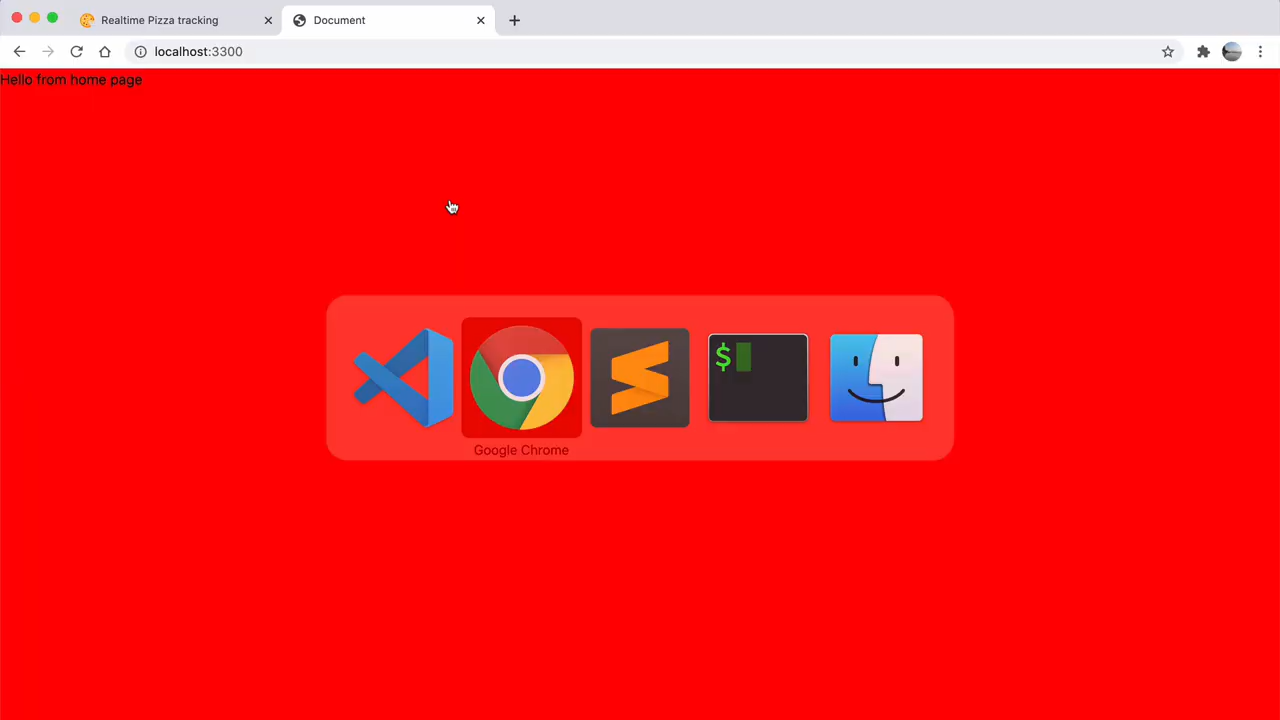 Realtime Pizza tracking
Document
localhost:3300
Hello from home page
$
Google Chrome